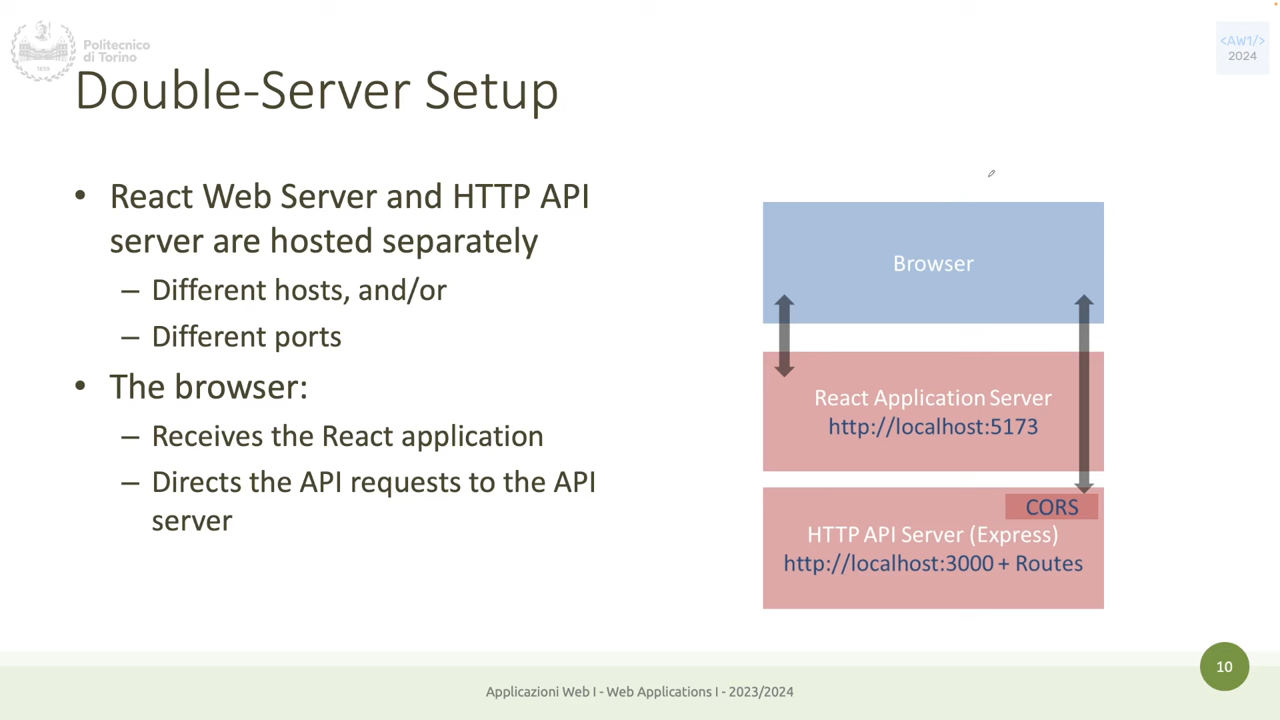 Politecnico
di Torino
1859
<AW1/>
2024
Double-Server Setup
• React Web Server and HTTP API
server are hosted separately
– Different hosts, and/or
– Different ports
• The browser:
– Receives the React application
– Directs the API requests to the API
server
Browser
React Application Server
http://localhost:5173
CORS
HTTP API Server (Express)
http://localhost:3000 + Routes
10
Applicazioni Web I - Web Applications I - 2023/2024